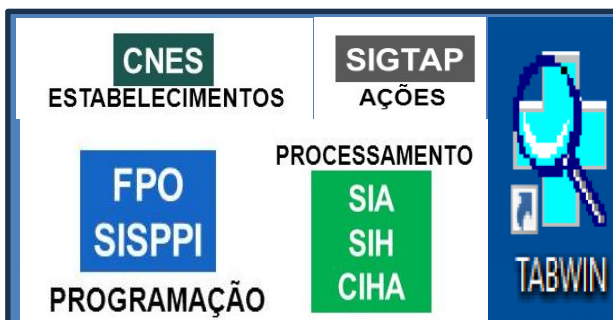 CNES
ESTABELECIMENTOS
SIGTAP
AÇÕES
FPO
SISPPI
PROGRAMAÇÃO
PROCESSAMENTO
SIA
SIH
CIHA
TABWIN